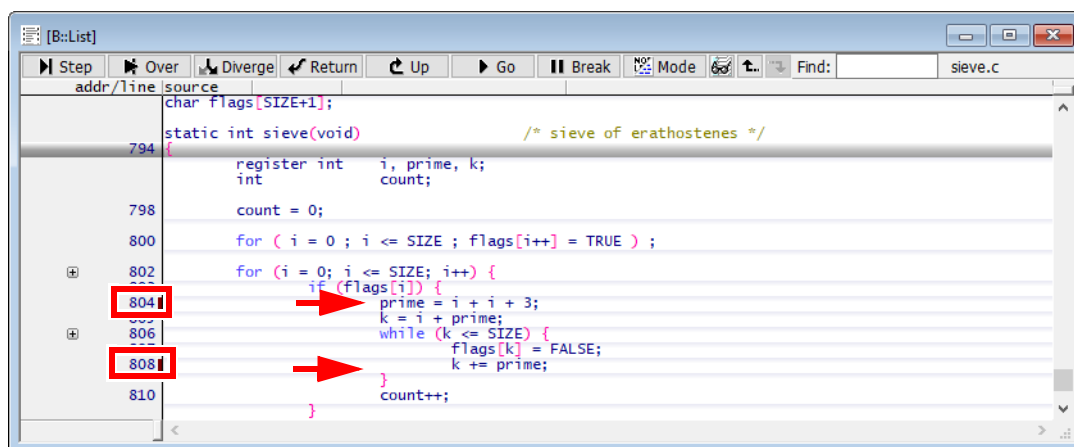 [B::List]
Step Over Diverge Return Up Go Break Mode t.. Find: sieve.c
addr/line source
char flags[SIZE+1];
static int sieve(void) /* sieve of erathostenes */
794 {
register int i, prime, k;
int count;
798 count = 0;
800 for ( i = 0 ; i <= SIZE ; flags[i++] = TRUE ) ;
802 for (i = 0; i <= SIZE; i++) {
if (flags[i]) {
804 prime = i + i + 3;
k = i + prime;
806 while (k <= SIZE) {
flags[k] = FALSE;
808 k += prime;
}
810 count++;
}